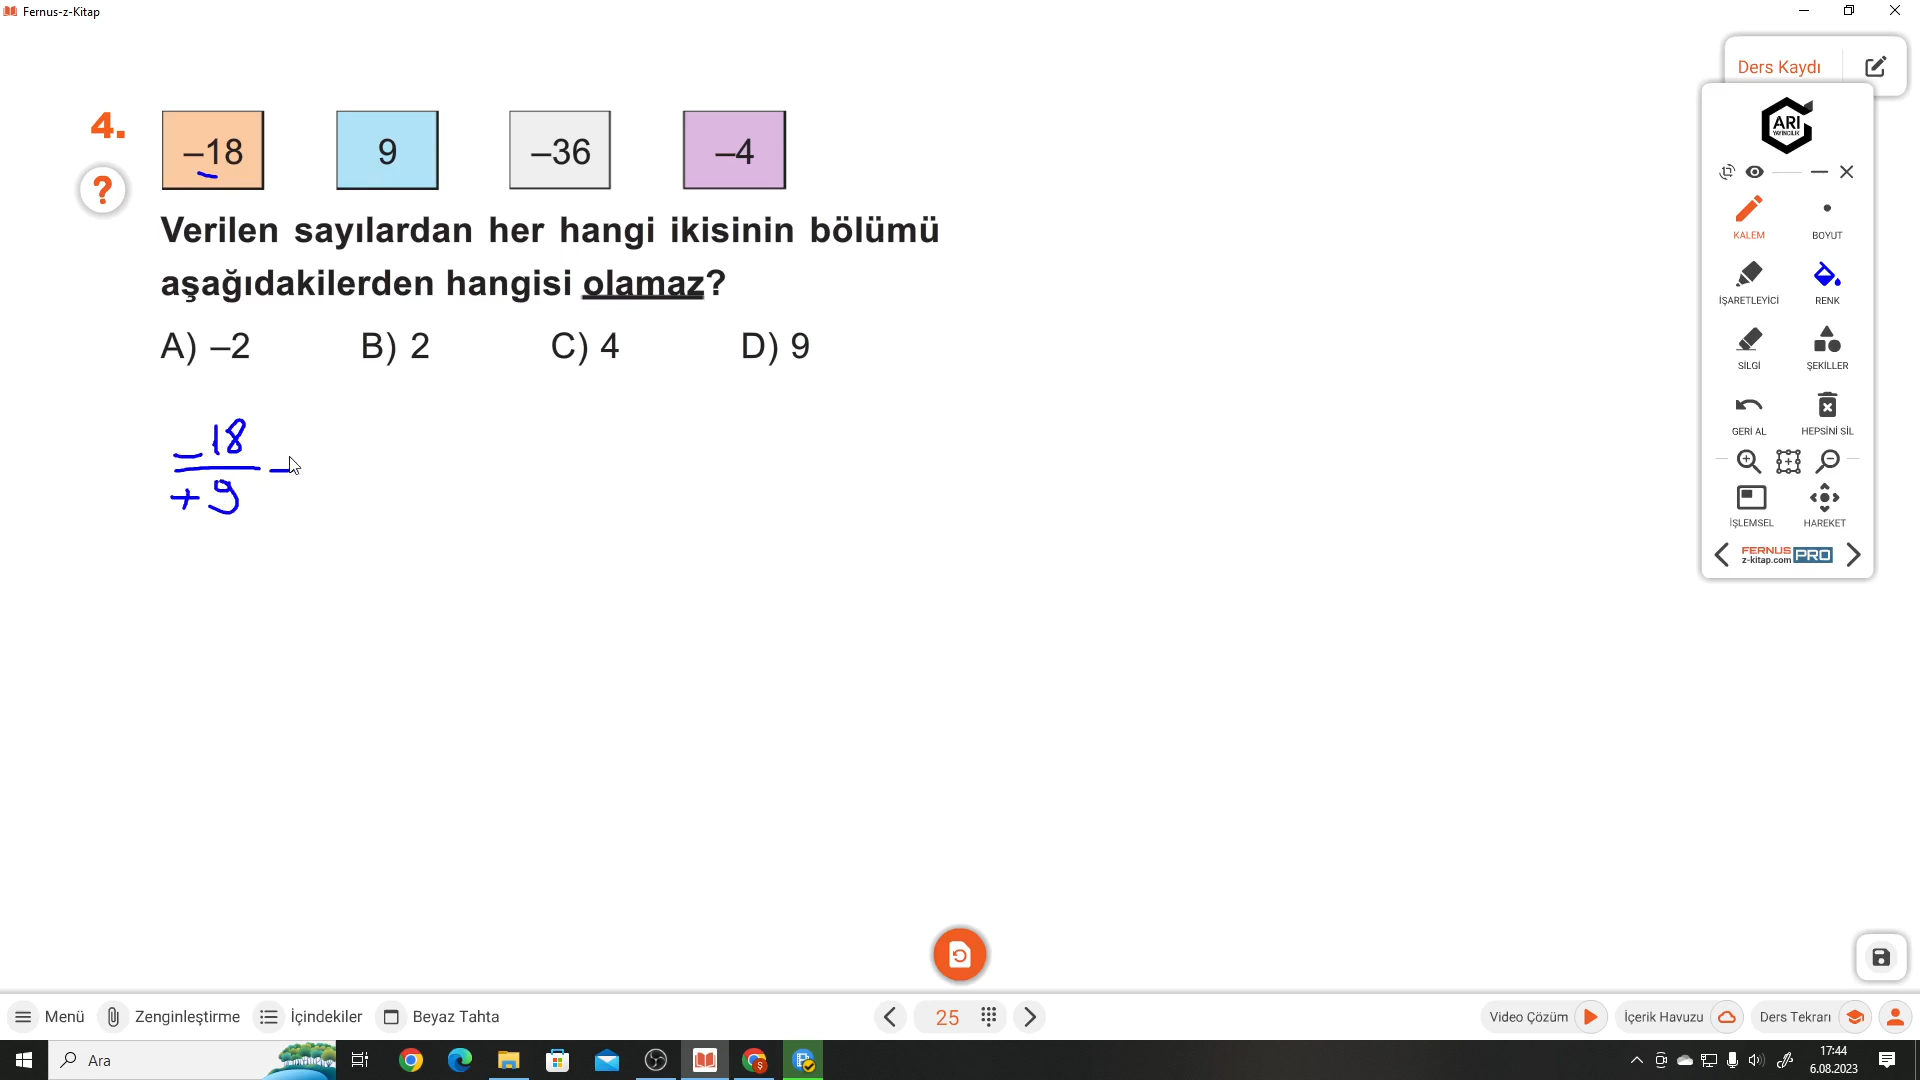 Fernus-z-Kitap
Ders Kaydı
4.
–18 9 –36 –4
?
Verilen sayılardan her hangi ikisinin bölümü
aşağıdakilerden hangisi olamaz?
A) –2 B) 2 C) 4 D) 9
–18
+9
–
ARI
YAYINCILIK
KALEM BOYUT
İŞARETLEYİCİ RENK
SİLGİ ŞEKİLLER
GERİ AL HEPSİNİ SİL
İŞLEMSEL HAREKET
FERNUS PRO
z-kitap.com
Menü Zenginleştirme İçindekiler Beyaz Tahta 25 Video Çözüm İçerik Havuzu Ders Tekrarı
Ara
17:44
6.08.2023